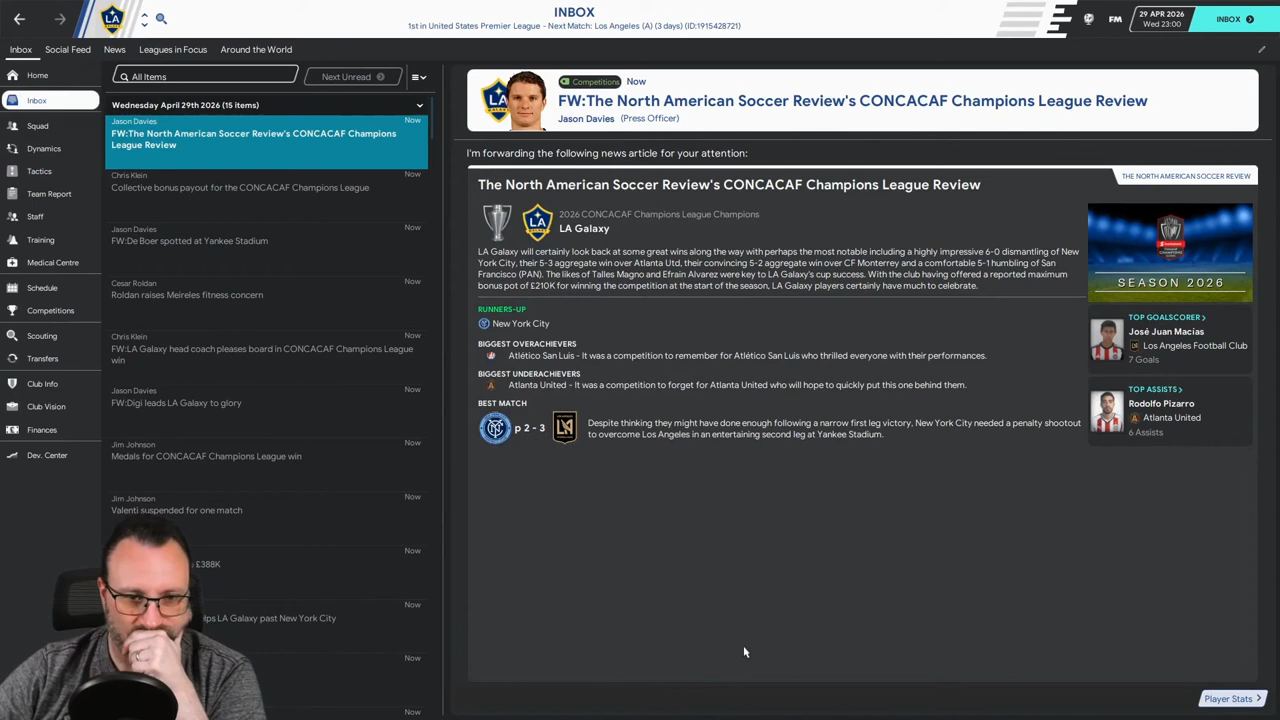 INBOX
1st in United States Premier League - Next Match: Los Angeles (A) (3 days) (ID:1915428721)
FM
29 APR 2026
WED 23:00
INBOX
Inbox
Social Feed
News
Leagues in Focus
Around the World
Home
Inbox
Squad
Dynamics
Tactics
Team Report
Staff
Training
Medical Centre
Schedule
Competitions
Scouting
Transfers
Club Info
Club Vision
Finances
Dev. Center
All Items
Next Unread
Wednesday April 29th 2026 (15 items)
Jason Davies
Now
FW:The North American Soccer Review's CONCACAF Champions
League Review
Chris Klein
Now
Collective bonus payout for the CONCACAF Champions League
Jason Davies
Now
FW:De Boer spotted at Yankee Stadium
Cesar Roldan
Now
Roldan raises Meireles fitness concern
Chris Klein
Now
FW:LA Galaxy head coach pleases board in CONCACAF Champions League
win
Jason Davies
Now
FW:Digi leads LA Galaxy to glory
Jim Johnson
Now
Medals for CONCACAF Champions League win
Jim Johnson
Now
Valenti suspended for one match
Now
£388K
Now
LA Galaxy past New York City
Now
Now
Competitions
Now
FW:The North American Soccer Review's CONCACAF Champions League Review
Jason Davies (Press Officer)
I'm forwarding the following news article for your attention:
The North American Soccer Review's CONCACAF Champions League Review
THE NORTH AMERICAN SOCCER REVIEW
2026 CONCACAF Champions League Champions
LA Galaxy
LA Galaxy will certainly look back at some great wins along the way with perhaps the most notable including a highly impressive 6-0 dismantling of New
York City, their 5-3 aggregate win over Atlanta Utd, their convincing 5-2 aggregate win over CF Monterrey and a comfortable 5-1 humbling of San
Francisco (PAN). The likes of Talles Magno and Efrain Alvarez were key to LA Galaxy's cup success. With the club having offered a reported maximum
bonus pot of £210K for winning the competition at the start of the season, LA Galaxy players certainly have much to celebrate.
RUNNERS-UP
New York City
BIGGEST OVERACHIEVERS
Atlético San Luis - It was a competition to remember for Atlético San Luis who thrilled everyone with their performances.
BIGGEST UNDERACHIEVERS
Atlanta United - It was a competition to forget for Atlanta United who will hope to quickly put this one behind them.
BEST MATCH
p 2 - 3
Despite thinking they might have done enough following a narrow first leg victory, New York City needed a penalty shootout
to overcome Los Angeles in an entertaining second leg at Yankee Stadium.
SEASON 2026
TOP GOALSCORER
José Juan Macías
Los Angeles Football Club
7 Goals
TOP ASSISTS
Rodolfo Pizarro
Atlanta United
6 Assists
Player Stats